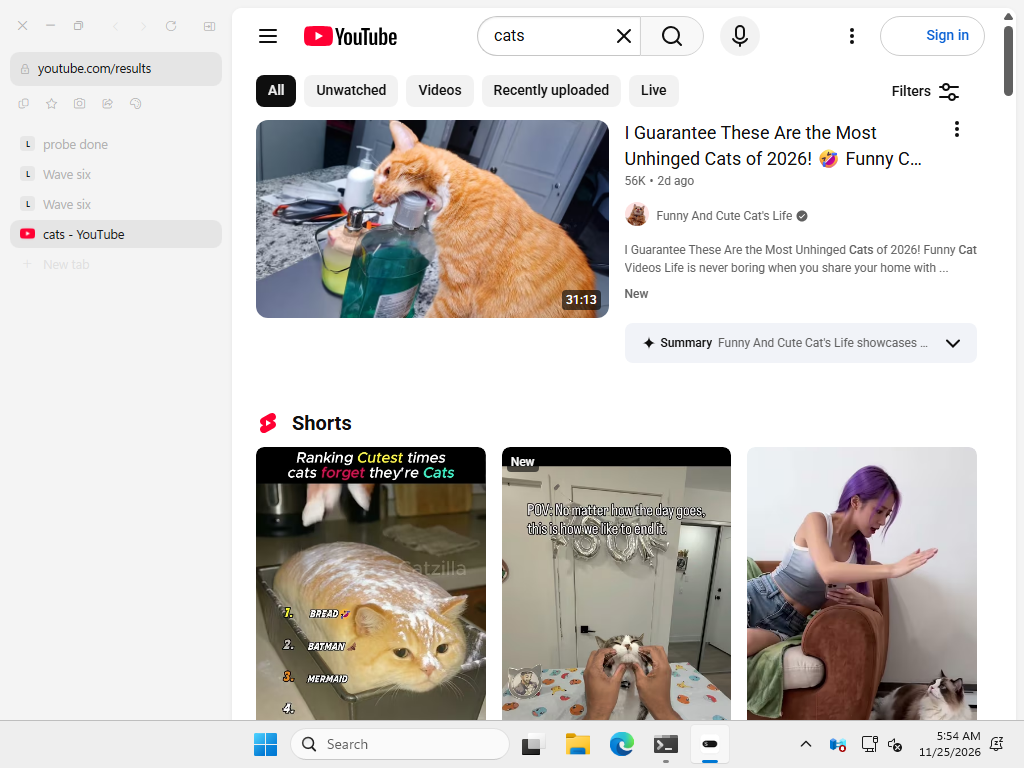 youtube.com/results
probe done
Wave six
Wave six
cats - YouTube
New tab
YouTube
cats
Sign in
All
Unwatched
Videos
Recently uploaded
Live
Filters
31:13
I Guarantee These Are the Most
Unhinged Cats of 2026! 🤣 Funny C...
56K • 2d ago
Funny And Cute Cat's Life
I Guarantee These Are the Most Unhinged Cats of 2026! Funny Cat
Videos Life is never boring when you share your home with ...
New
Summary Funny And Cute Cat's Life showcases ...
Shorts
Ranking Cutest times
cats forget they're Cats
Catzilla
1. BREAD
2. BATMAN
3. MERMAID
4.
New
POV: No matter how the day goes,
this is how we like to end it.
Search
5:54 AM
11/25/2026